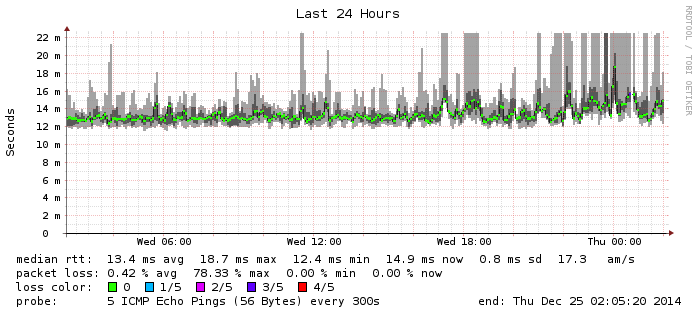 Last 24 Hours
RRDTOOL / TOBI OETIKER
Seconds
22 m
20 m
18 m
16 m
14 m
12 m
10 m
8 m
6 m
4 m
2 m
0
Wed 06:00 Wed 12:00 Wed 18:00 Thu 00:00
median rtt: 13.4 ms avg 18.7 ms max 12.4 ms min 14.9 ms now 0.8 ms sd 17.3 am/s
packet loss: 0.42 % avg 78.33 % max 0.00 % min 0.00 % now
loss color: 0 1/5 2/5 3/5 4/5
probe: 5 ICMP Echo Pings (56 Bytes) every 300s end: Thu Dec 25 02:05:20 2014